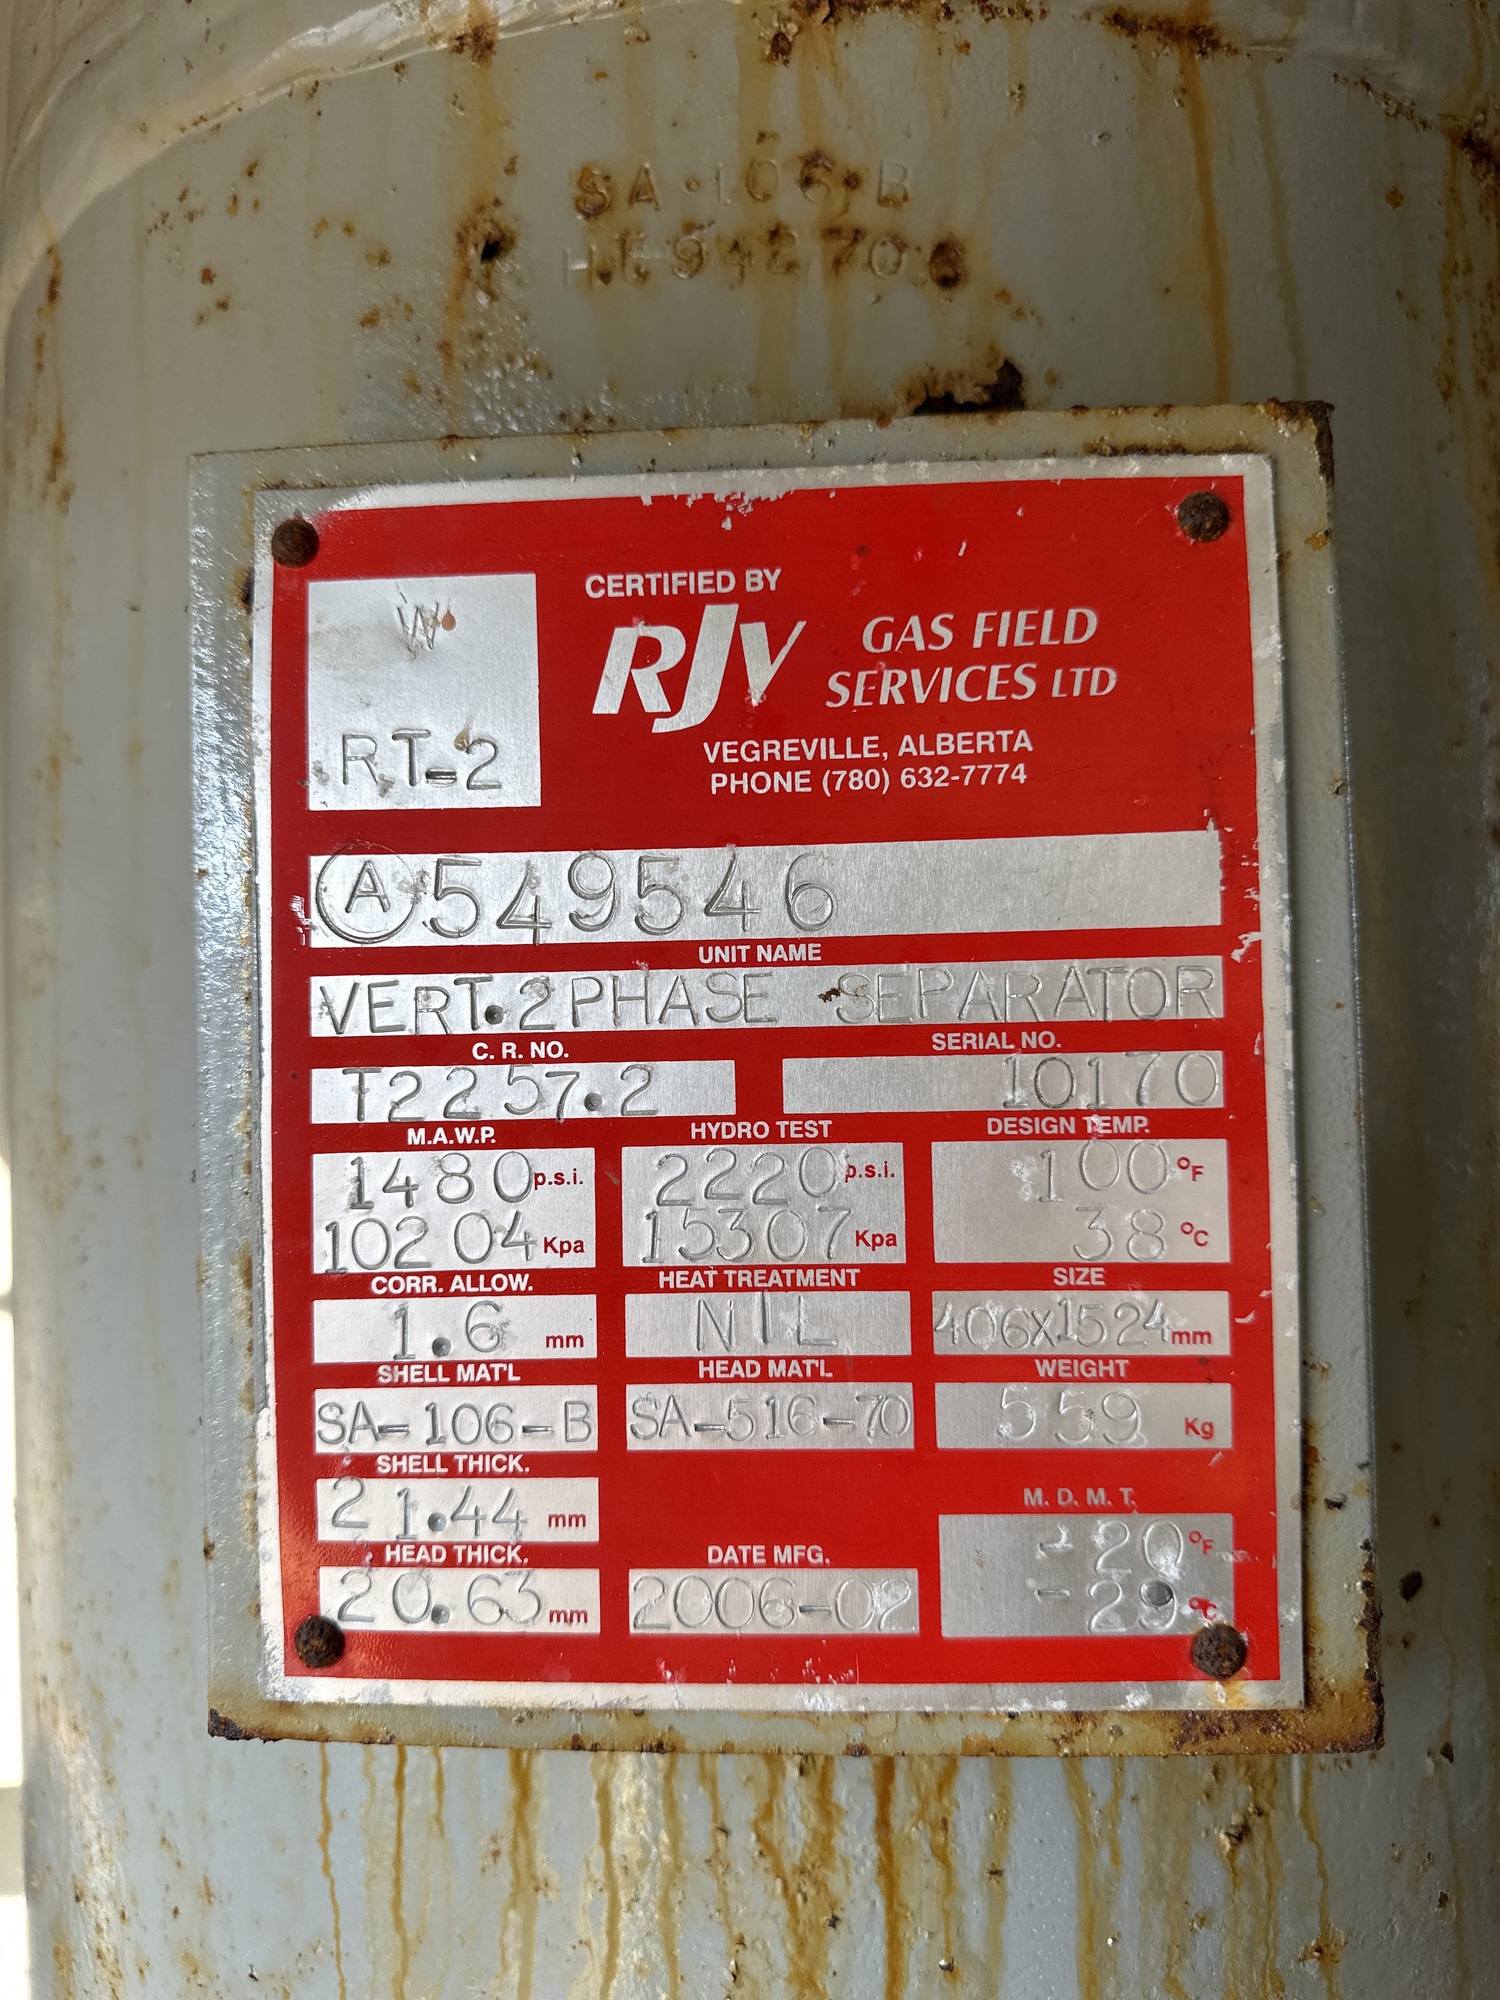 SA-106-B
HT 942706
W
RT-2
CERTIFIED BY
RJV GAS FIELD
SERVICES LTD
VEGREVILLE, ALBERTA
PHONE (780) 632-7774
A 549546
UNIT NAME
VERT. 2 PHASE SEPARATOR
C. R. NO. SERIAL NO.
T2257.2 10170
M.A.W.P. HYDRO TEST DESIGN TEMP.
1480 p.s.i. 2220 p.s.i. 100 °F
10204 Kpa 15307 Kpa 38 °C
CORR. ALLOW. HEAT TREATMENT SIZE
1.6 mm NIL 406X1524 mm
SHELL MAT'L HEAD MAT'L WEIGHT
SA-106-B SA-516-70 559 Kg
SHELL THICK. M. D. M. T.
21.44 mm -20 °F
HEAD THICK. DATE MFG.
20.63 mm 2006-02 -29 °C